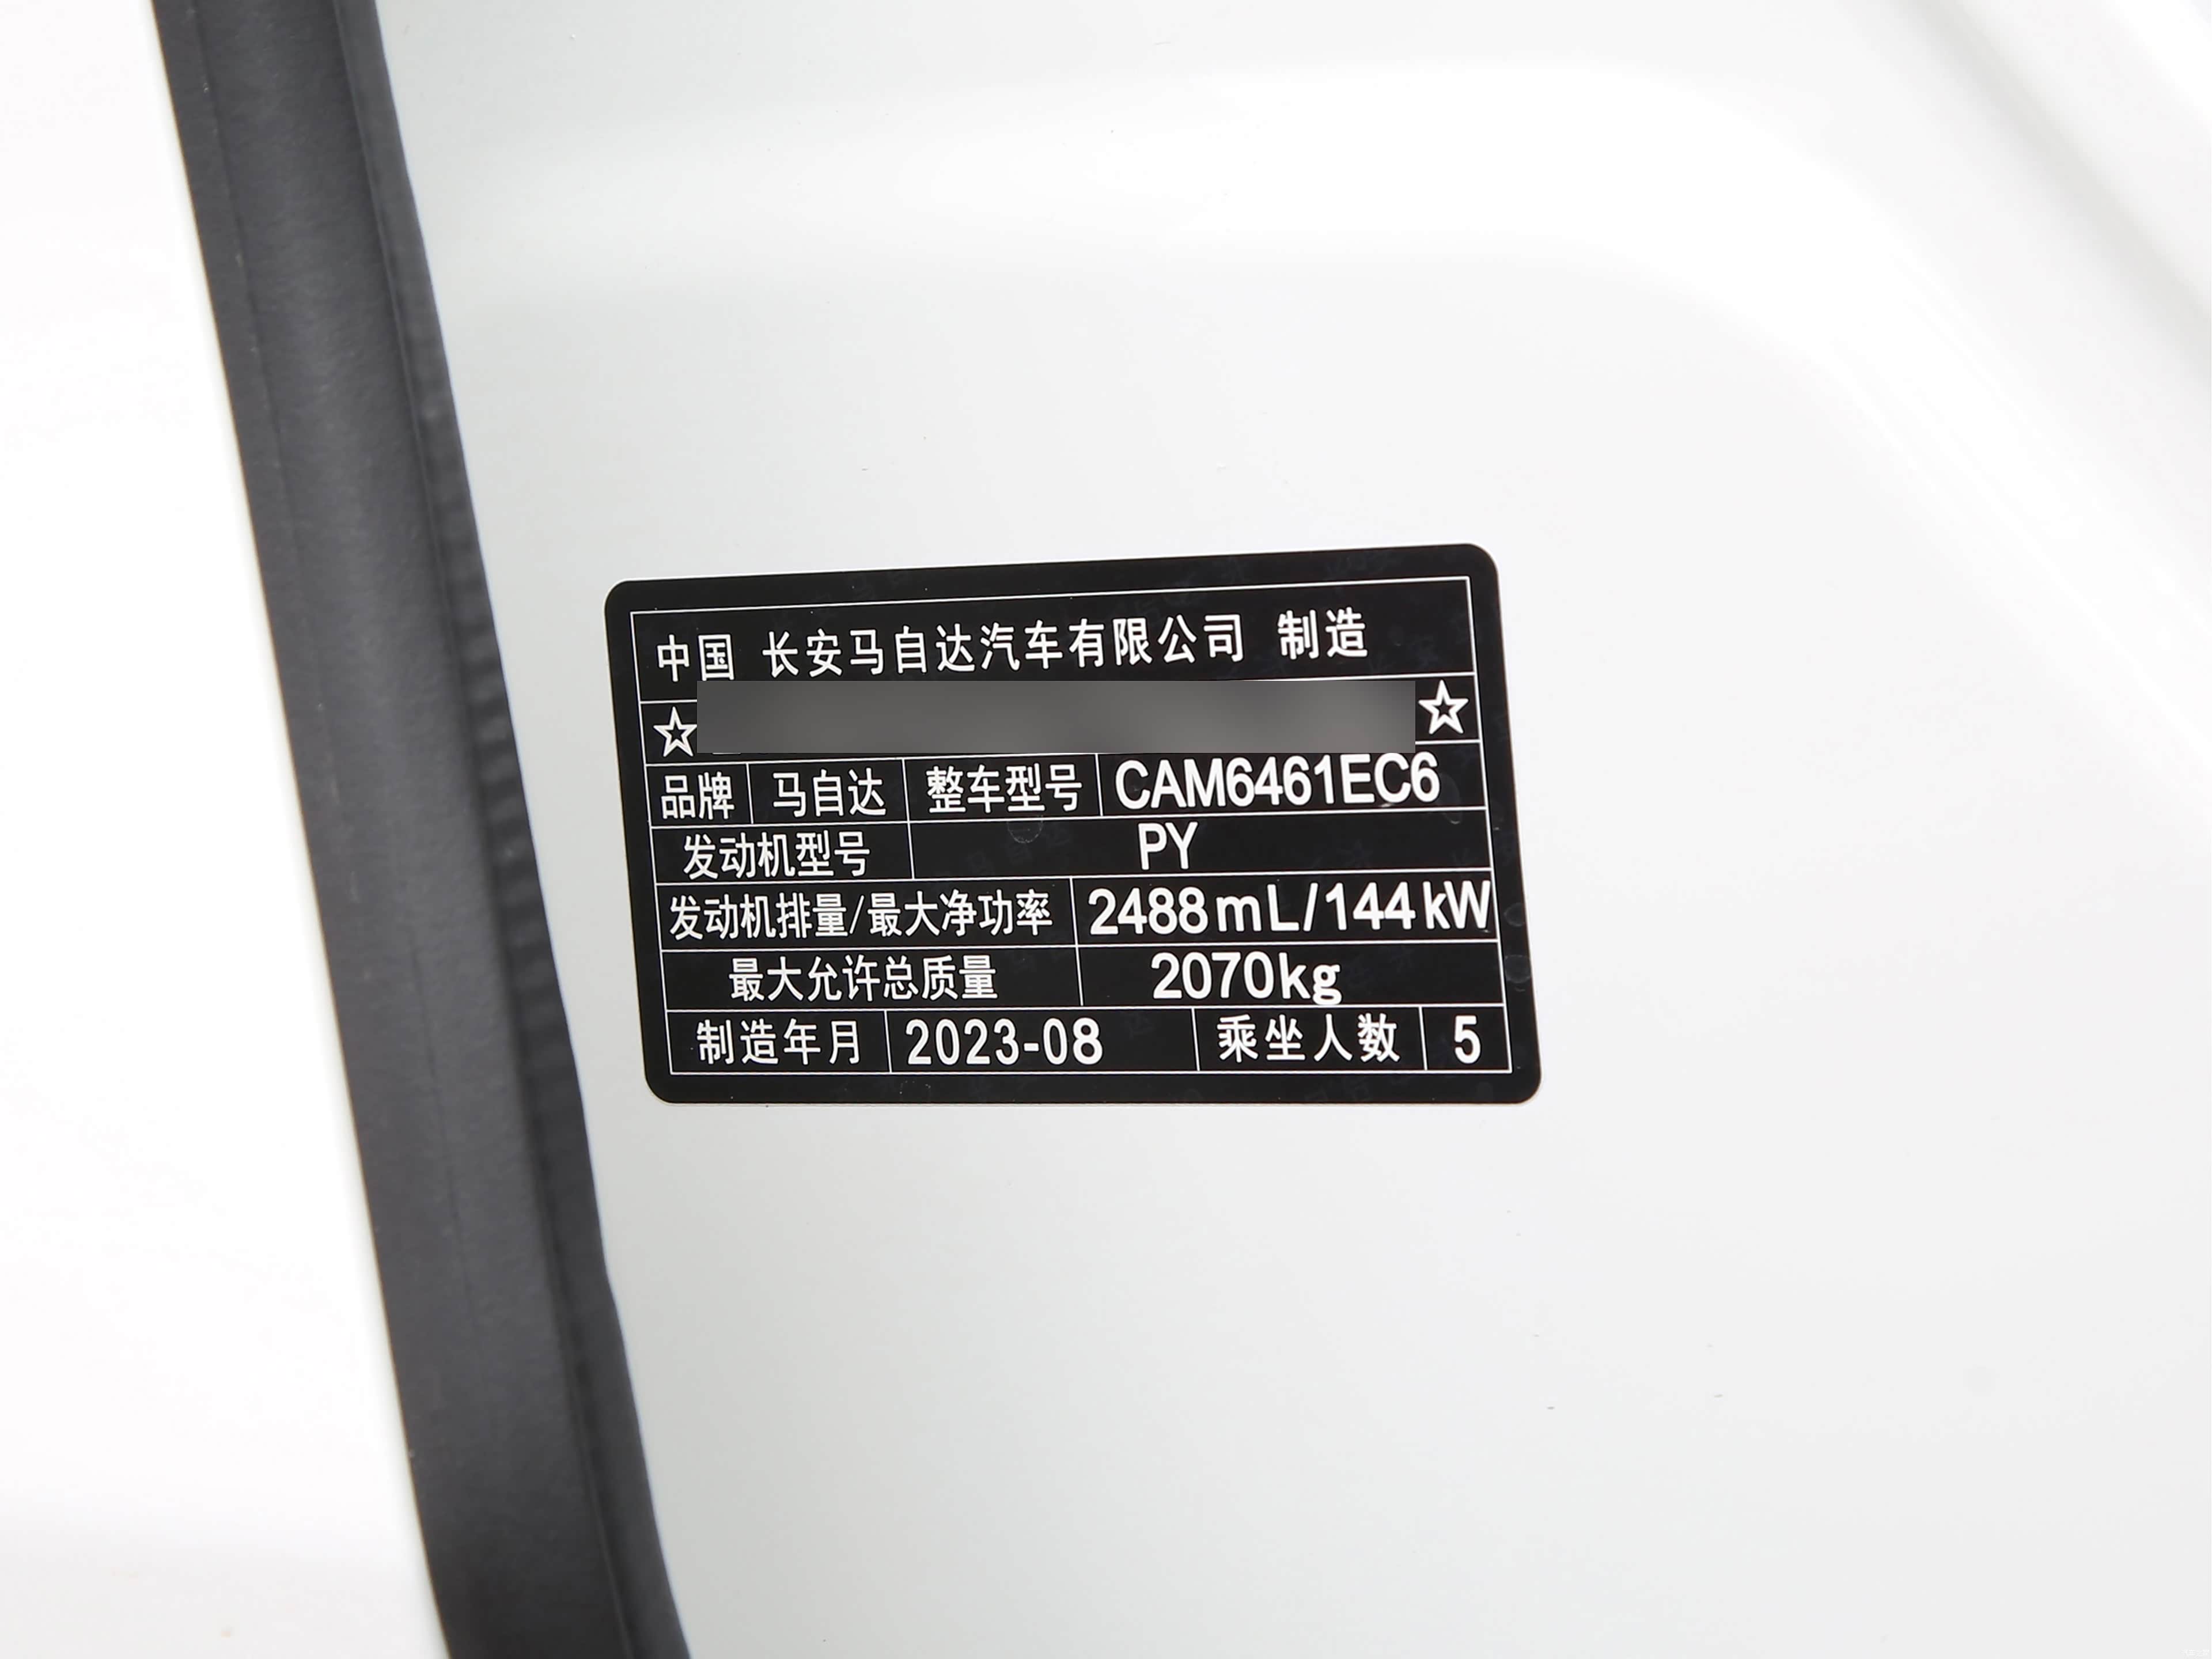 中国 长安马自达汽车有限公司 制造
☆ ☆
品牌 马自达 整车型号 CAM6461EC6
发动机型号 PY
发动机排量/最大净功率 2488mL/144kW
最大允许总质量 2070kg
制造年月 2023-08 乘坐人数 5